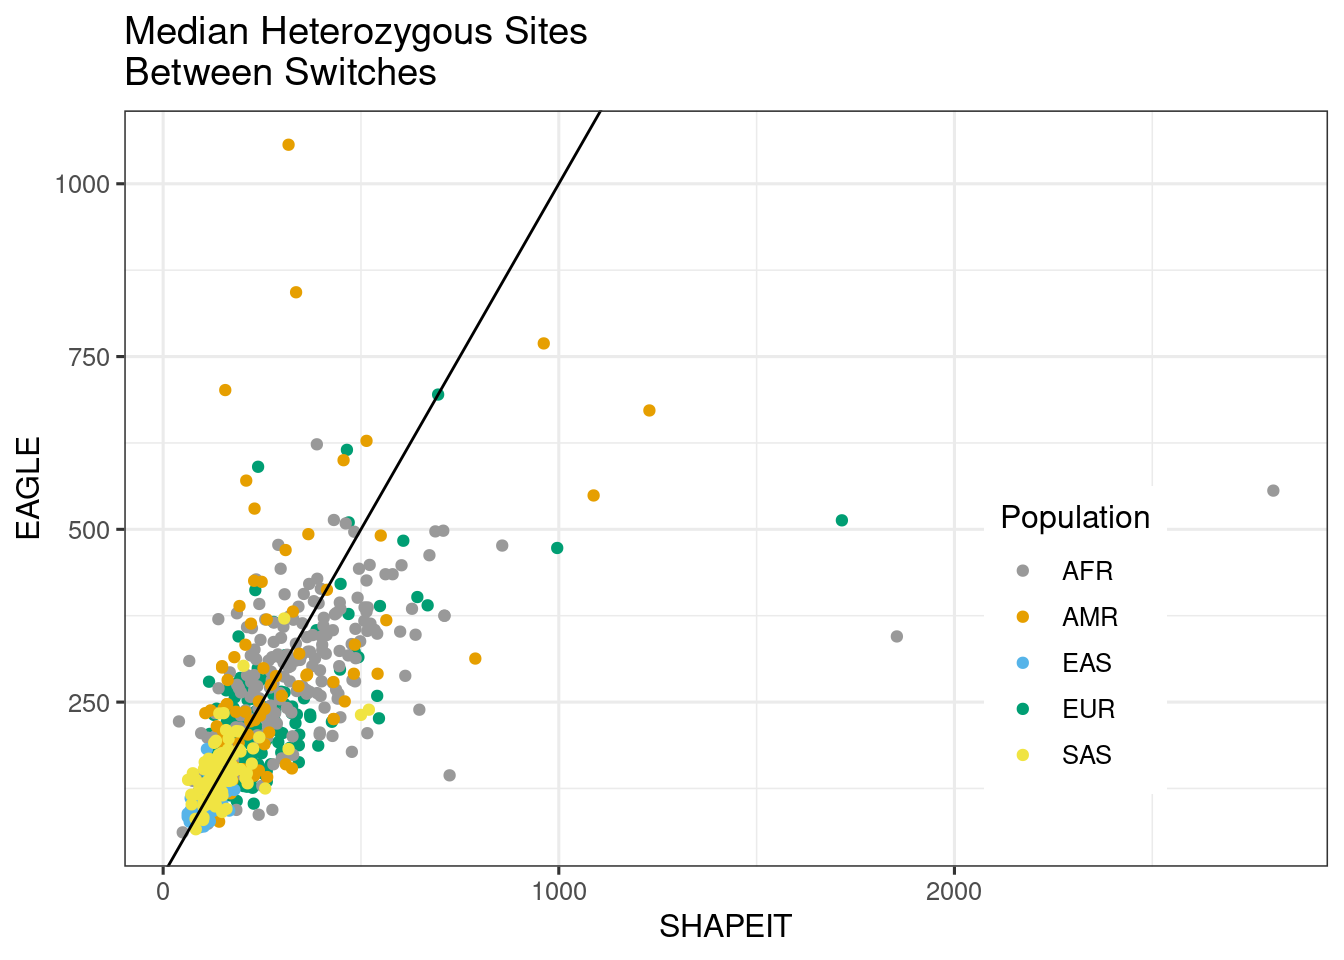 Median Heterozygous Sites
Between Switches
1000
750
500
250
EAGLE
0
1000
2000
SHAPEIT
Population
AFR
AMR
EAS
EUR
SAS